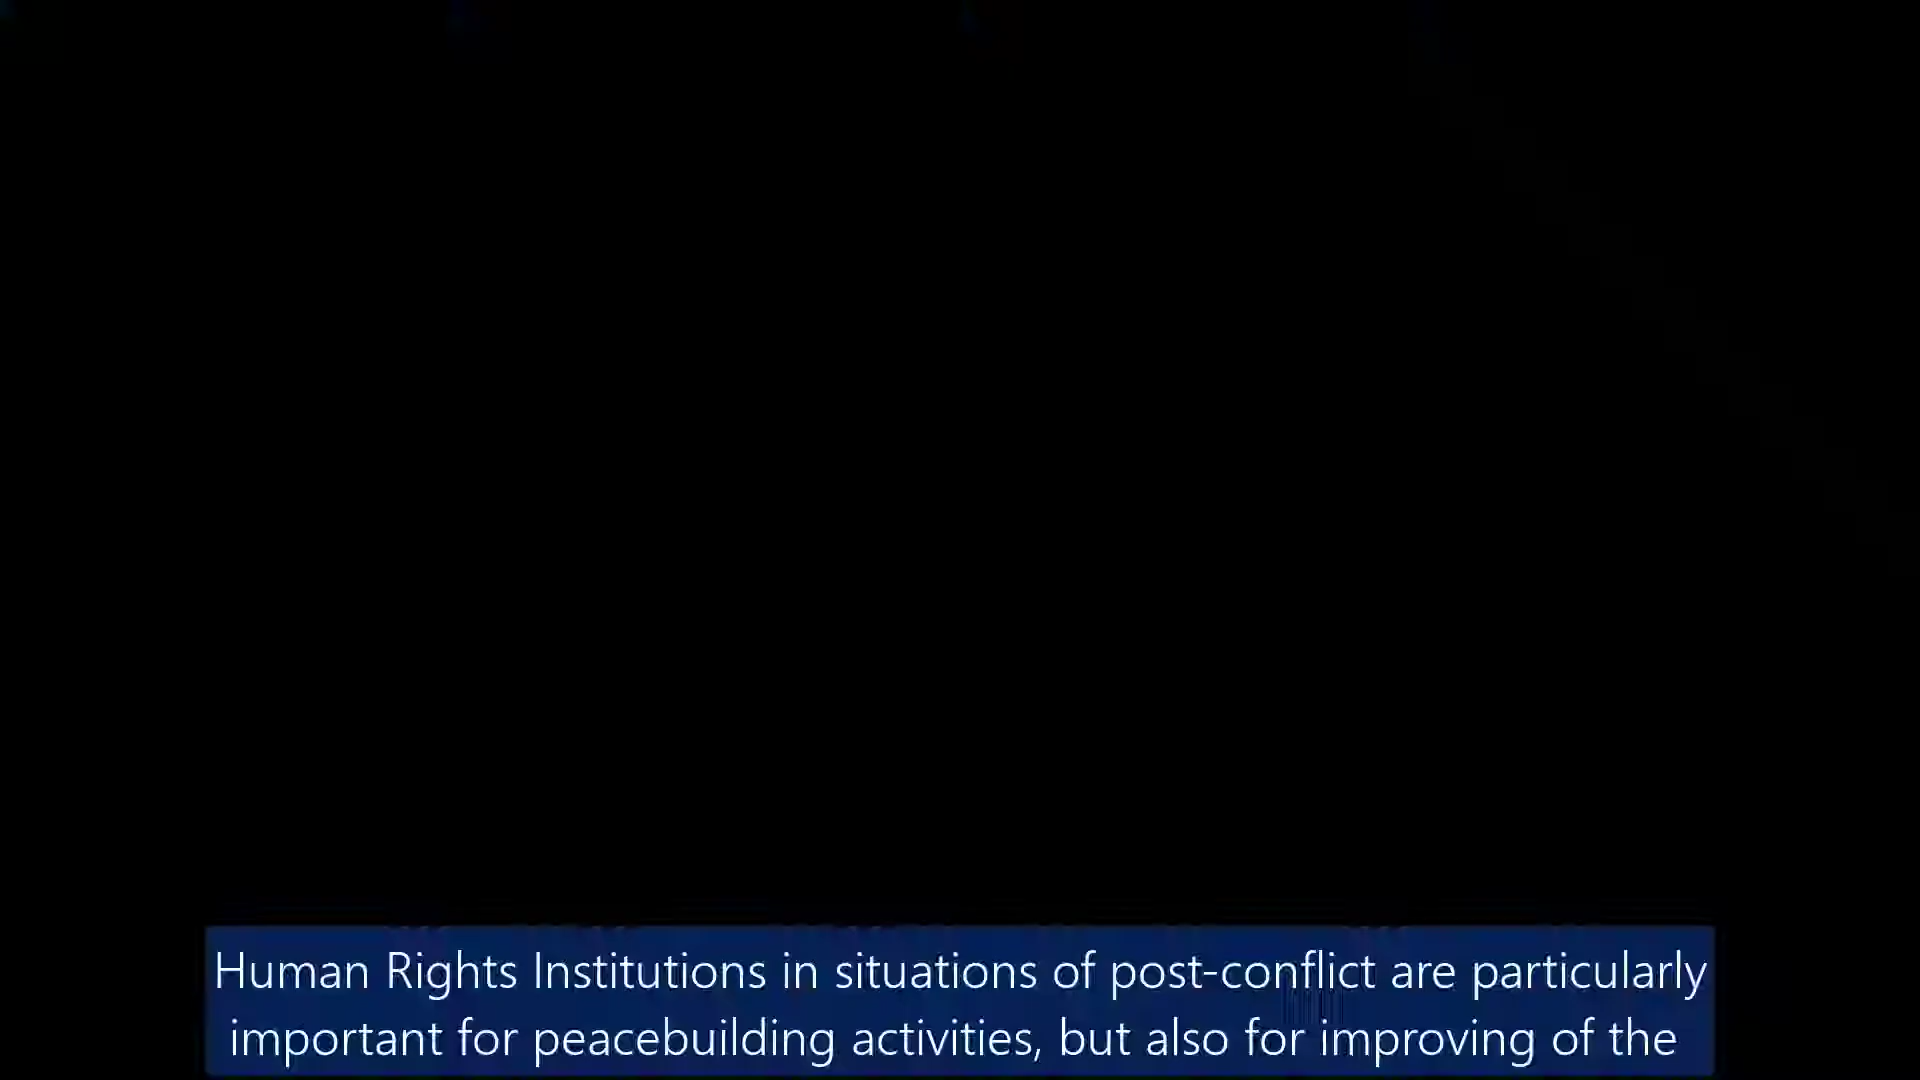 Human Rights Institutions in situations of post-conflict are particularly
important for peacebuilding activities, but also for improving of the